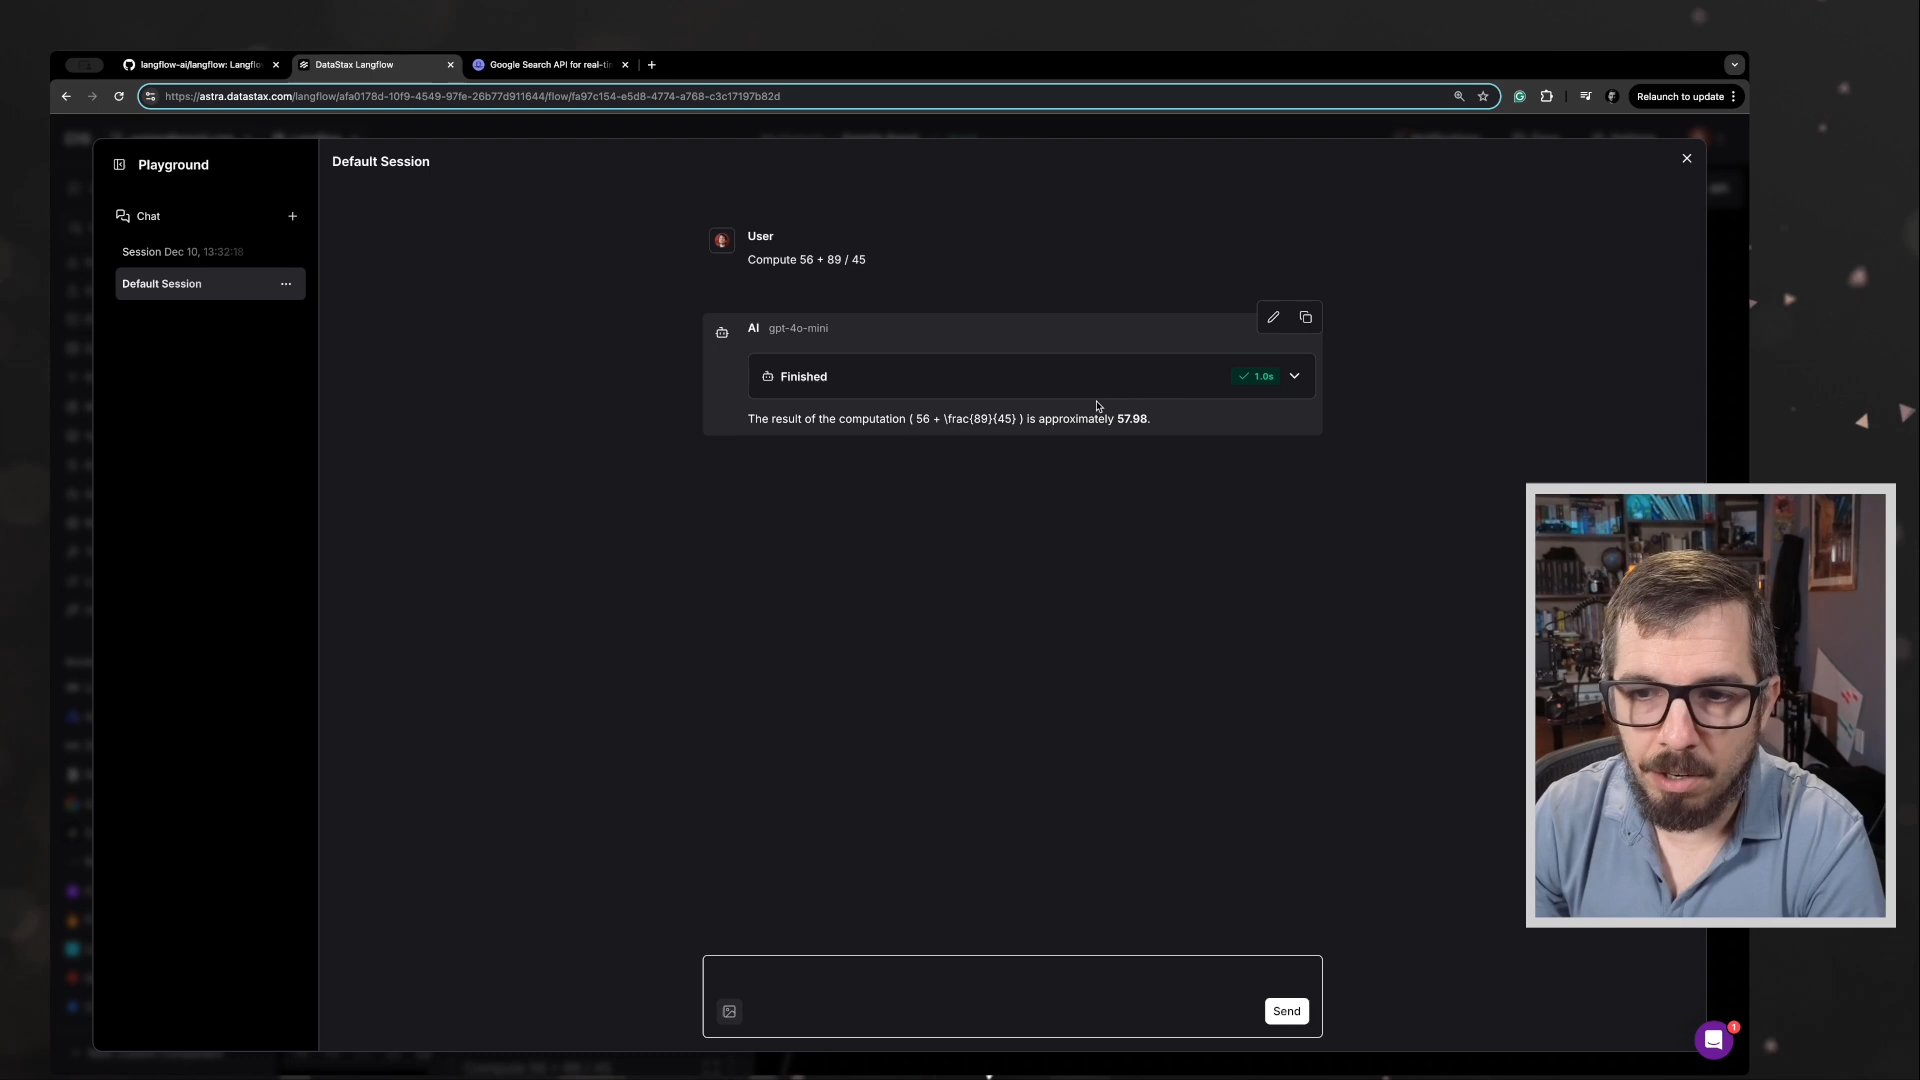 langflow-ai/langflow: Langflo
DataStax Langflow
Google Search API for real-tin
https://astra.datastax.com/langflow/afa0178d-10f9-4549-97fe-26b77d911644/flow/fa97c154-e5d8-4774-a768-c3c17197b82d
Relaunch to update
Playground
Default Session
Chat
Session Dec 10, 13:32:18
Default Session
User
Compute 56 + 89 / 45
AI gpt-4o-mini
Finished
1.0s
The result of the computation ( 56 + \frac{89}{45} ) is approximately 57.98.
Send
1